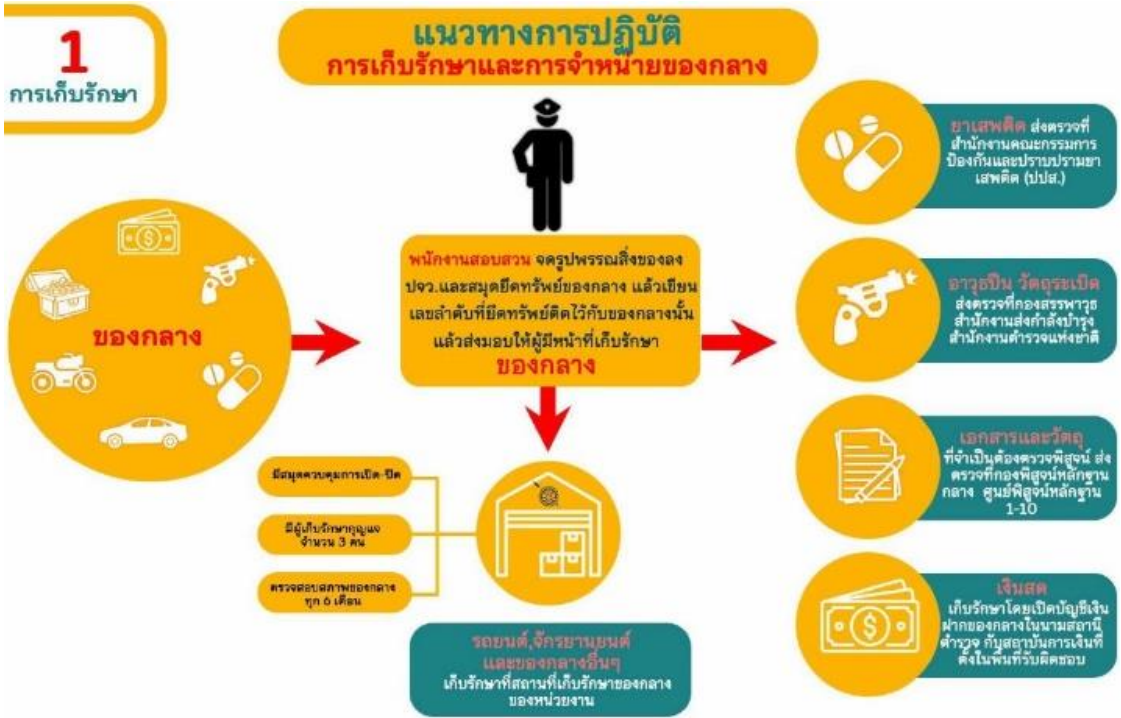 1
การเก็บรักษา
แนวทางการปฏิบัติ
การเก็บรักษาและการจำหน่ายของกลาง
ของกลาง
พนักงานสอบสวน จดรูปพรรณสิ่งของลง
ปจว.และสมุดยึดทรัพย์ของกลาง แล้วเขียน
เลขลำดับที่ยึดทรัพย์ติดไว้กับของกลางนั้น
แล้วส่งมอบให้ผู้มีหน้าที่เก็บรักษา
ของกลาง
มีสมุดควบคุมการเปิด-ปิด
มีผู้เก็บรักษากุญแจ
จำนวน 3 คน
ตรวจสอบสภาพของกลาง
ทุก 6 เดือน
รถยนต์,จักรยานยนต์
และของกลางอื่นๆ
เก็บรักษาที่สถานที่เก็บรักษาของกลาง
ของหน่วยงาน
ยาเสพติด ส่งตรวจที่
สำนักงานคณะกรรมการ
ป้องกันและปราบปรามยา
เสพติด (ปปส.)
อาวุธปืน วัตถุระเบิด
ส่งตรวจที่กองสรรพาวุธ
สำนักงานส่งกำลังบำรุง
สำนักงานตำรวจแห่งชาติ
เอกสารและวัตถุ
ที่จำเป็นต้องตรวจพิสูจน์ ส่ง
ตรวจที่กองพิสูจน์หลักฐาน
กลาง ศูนย์พิสูจน์หลักฐาน
1-10
เงินสด
เก็บรักษาโดยเปิดบัญชีเงิน
ฝากของกลางในนามสถานี
ตำรวจ กับสถาบันการเงินที่
ตั้งในพื้นที่รับผิดชอบ